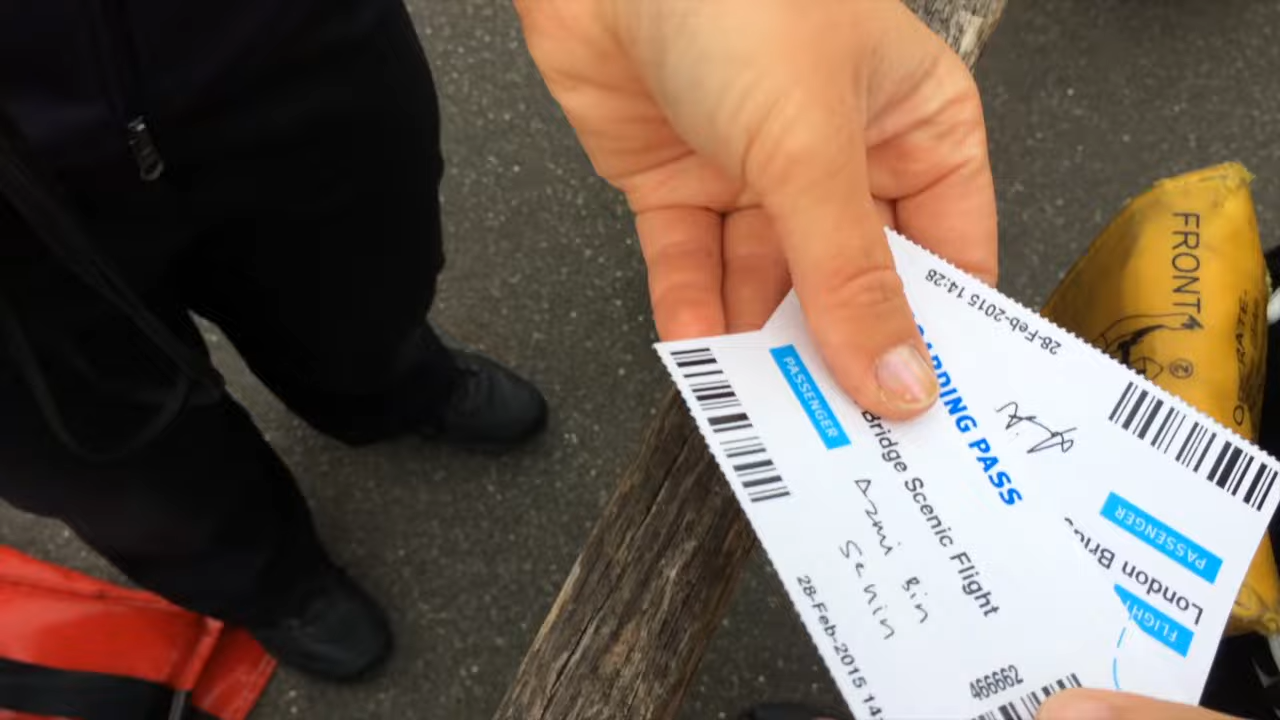 28-Feb-2015 14:28
BOARDING PASS
PASSENGER
Bridge Scenic Flight
Azmi Bin
Senin
28-Feb-2015 14
466662
PASSENGER
London
FLIGHT
FRONT
②